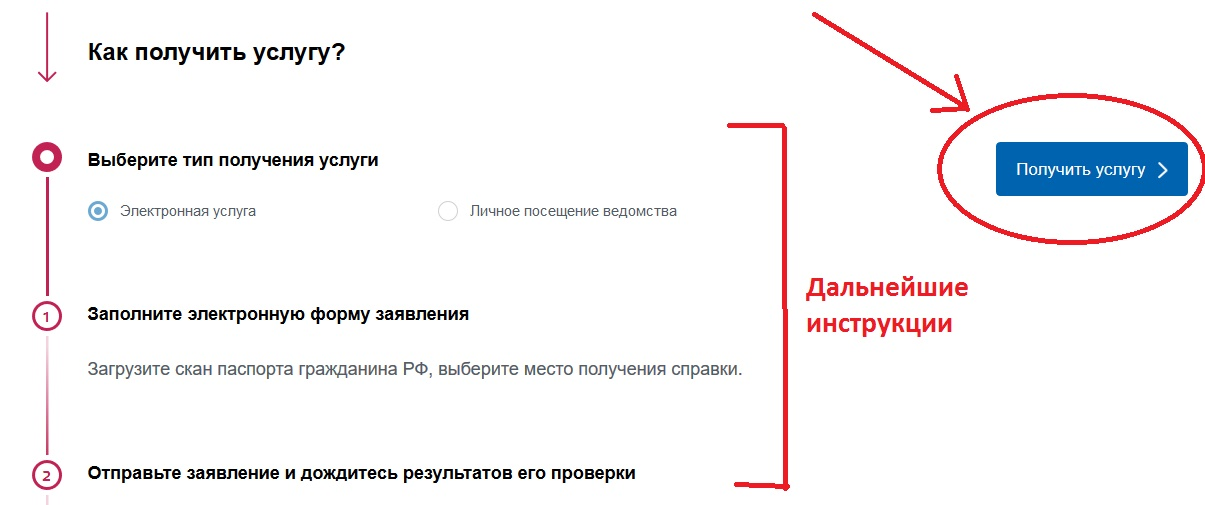 Как получить услугу?
Выберите тип получения услуги
Получить услугу
Электронная услуга
Личное посещение ведомства
Дальнейшие
инструкции
1
Заполните электронную форму заявления
Загрузите скан паспорта гражданина РФ, выберите место получения справки.
2
Отправьте заявление и дождитесь результатов его проверки